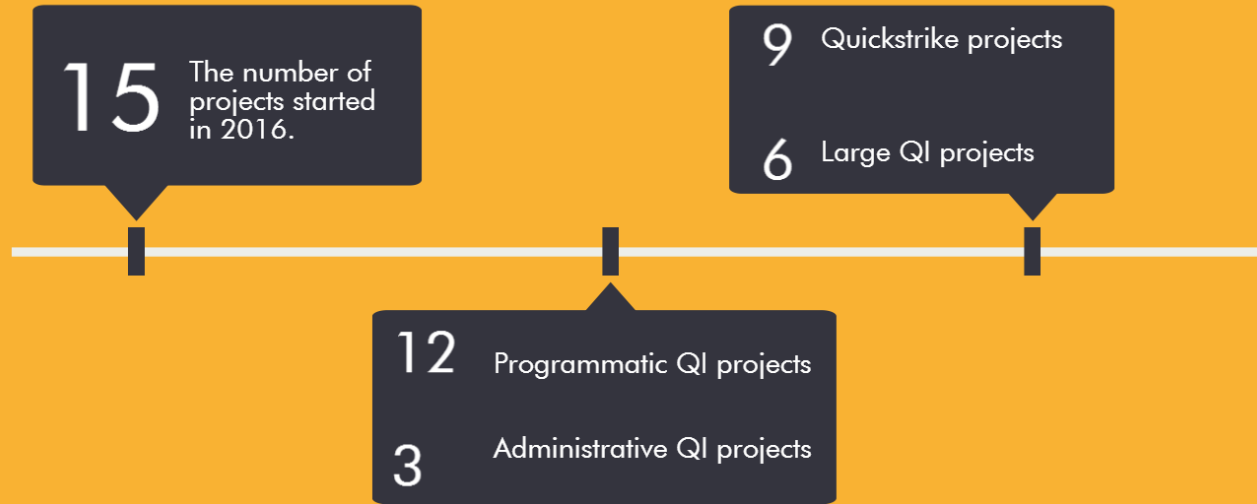 15
The number of
projects started
in 2016.
9 Quickstrike projects
6 Large QI projects
12 Programmatic QI projects
3 Administrative QI projects